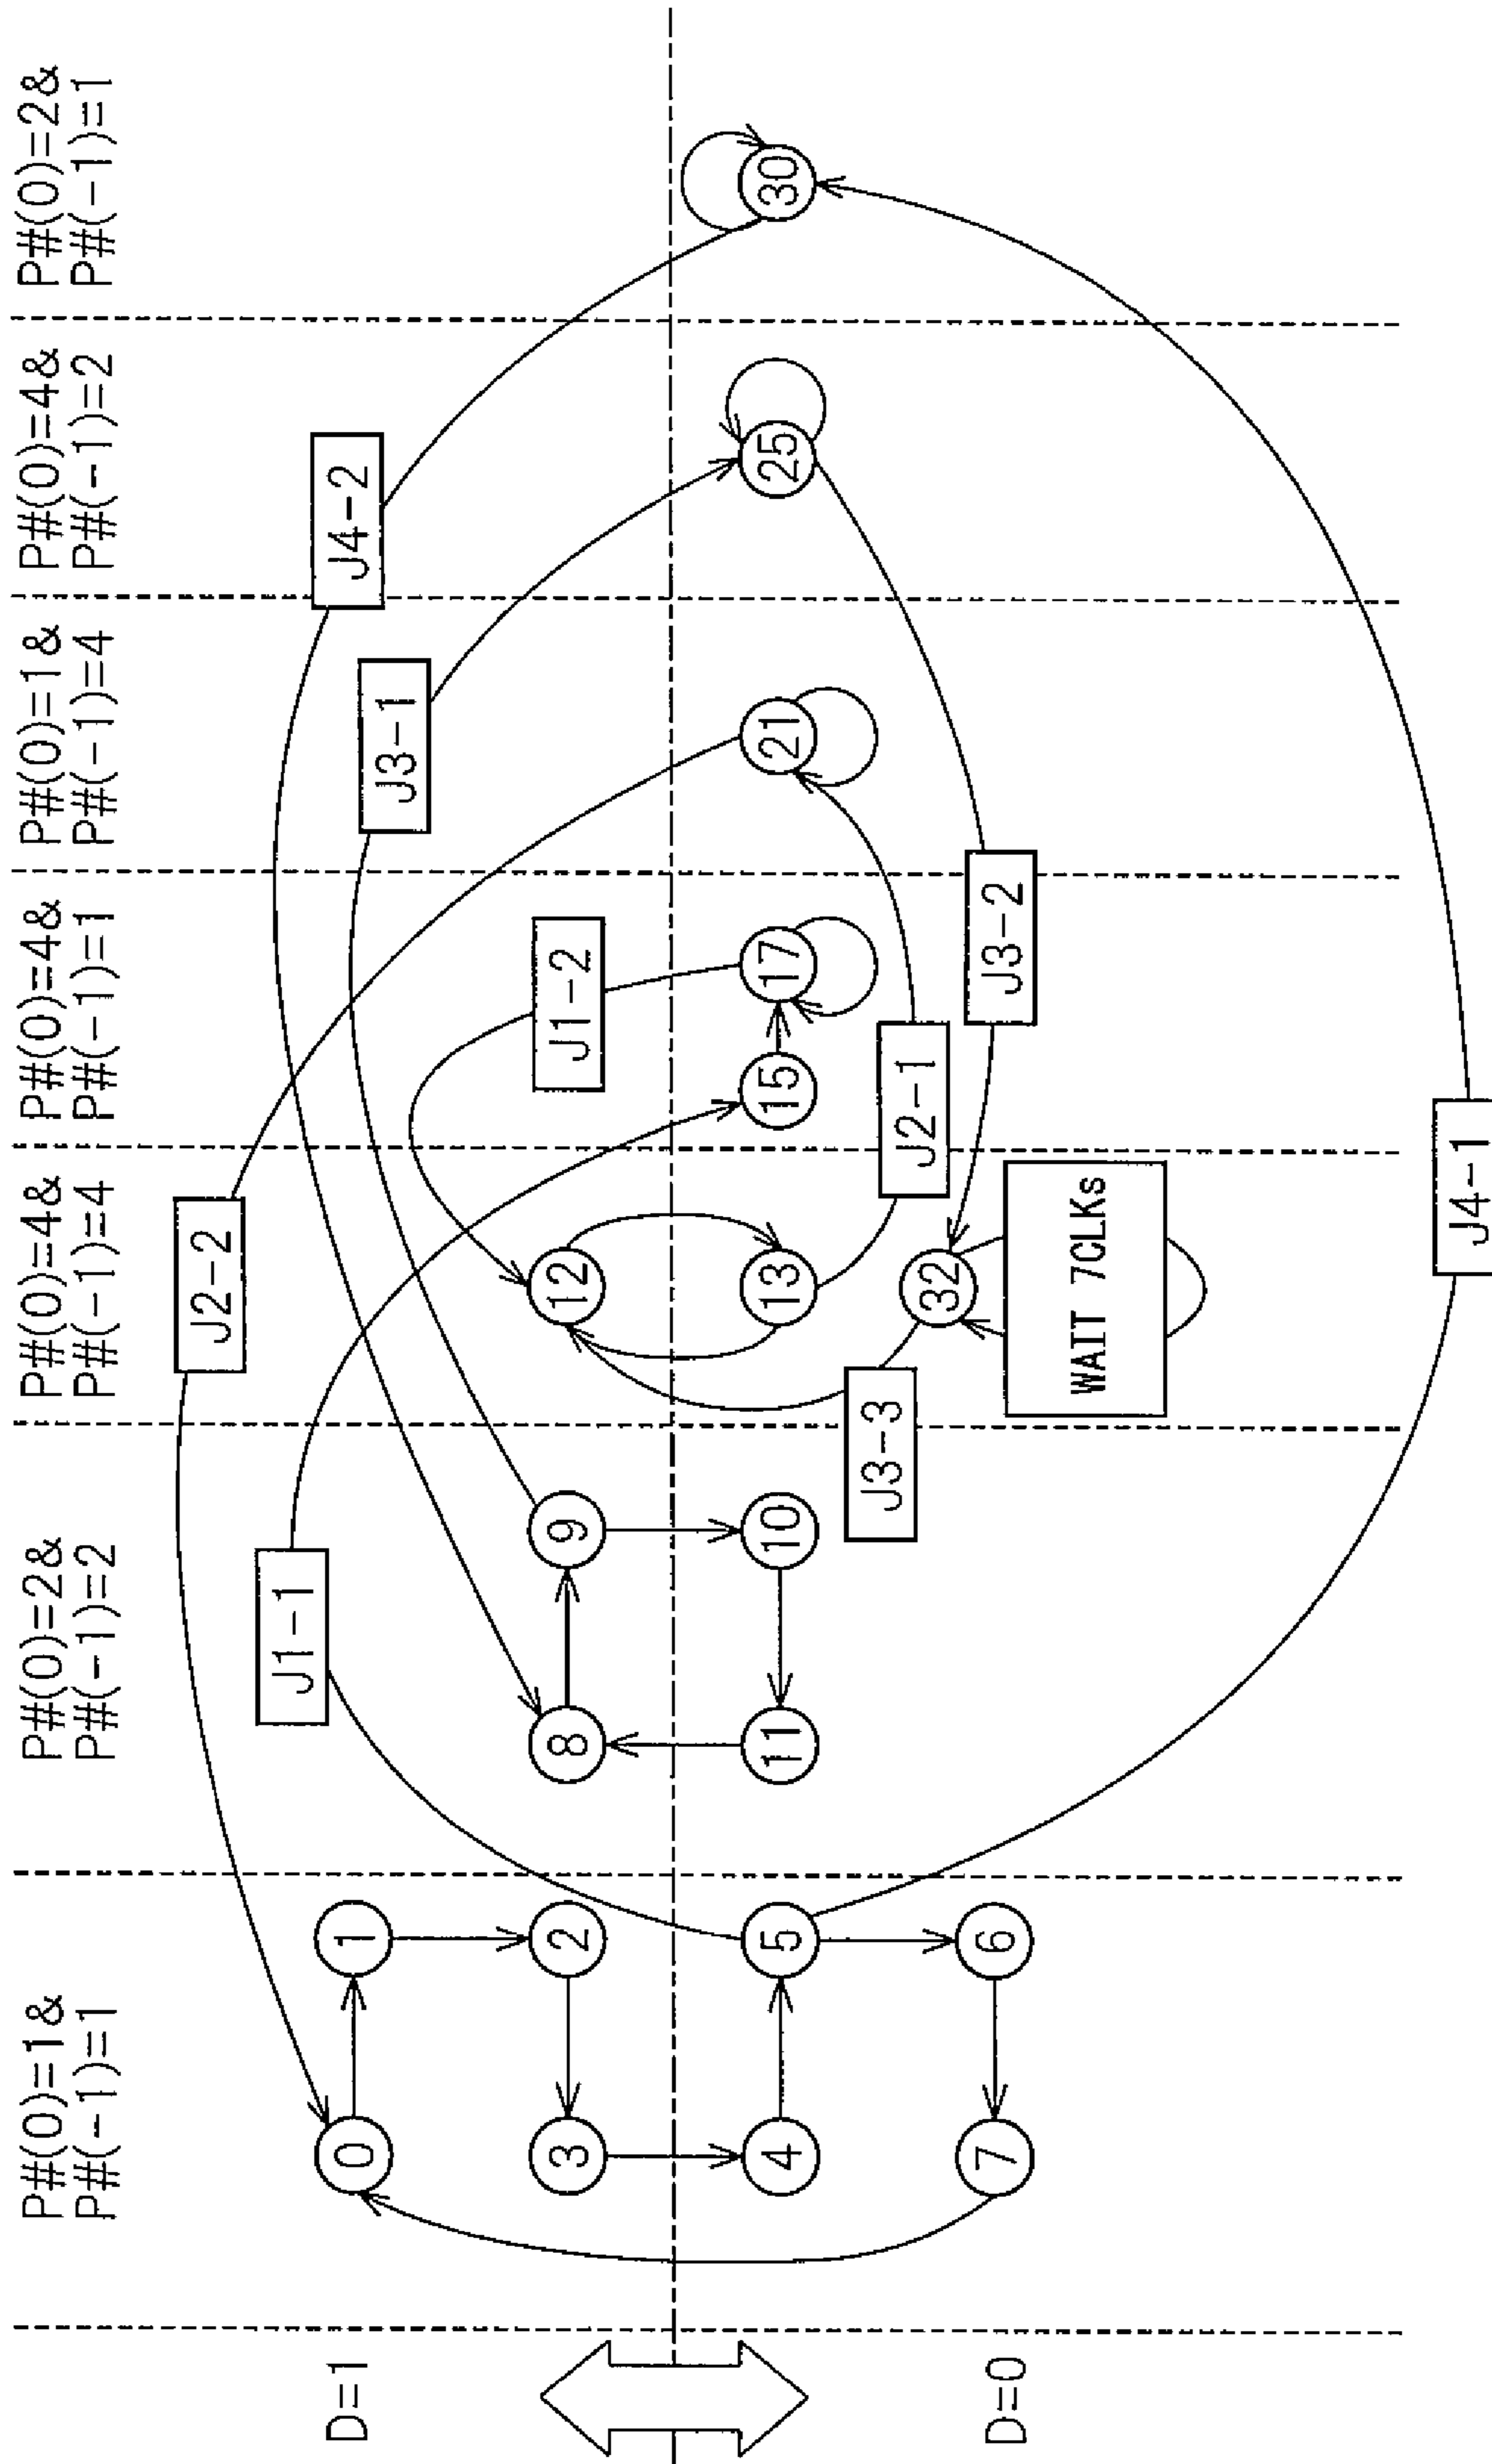 P#(0)=1&
P#(-1)=1
P#(0)=2&
P#(-1)=2
P#(0)=4&
P#(-1)=4
P#(0)=4&
P#(-1)=1
P#(0)=1&
P#(-1)=4
P#(0)=4&
P#(-1)=2
P#(0)=2&
P#(-1)=1
D=1
D=0
J2-2
J1-1
J4-2
J3-1
J1-2
0
1
2
3
4
5
6
7
8
9
10
11
12
13
15
17
21
25
30
32
J2-1
J3-2
J3-3
WAIT 7CLKs
J4-1